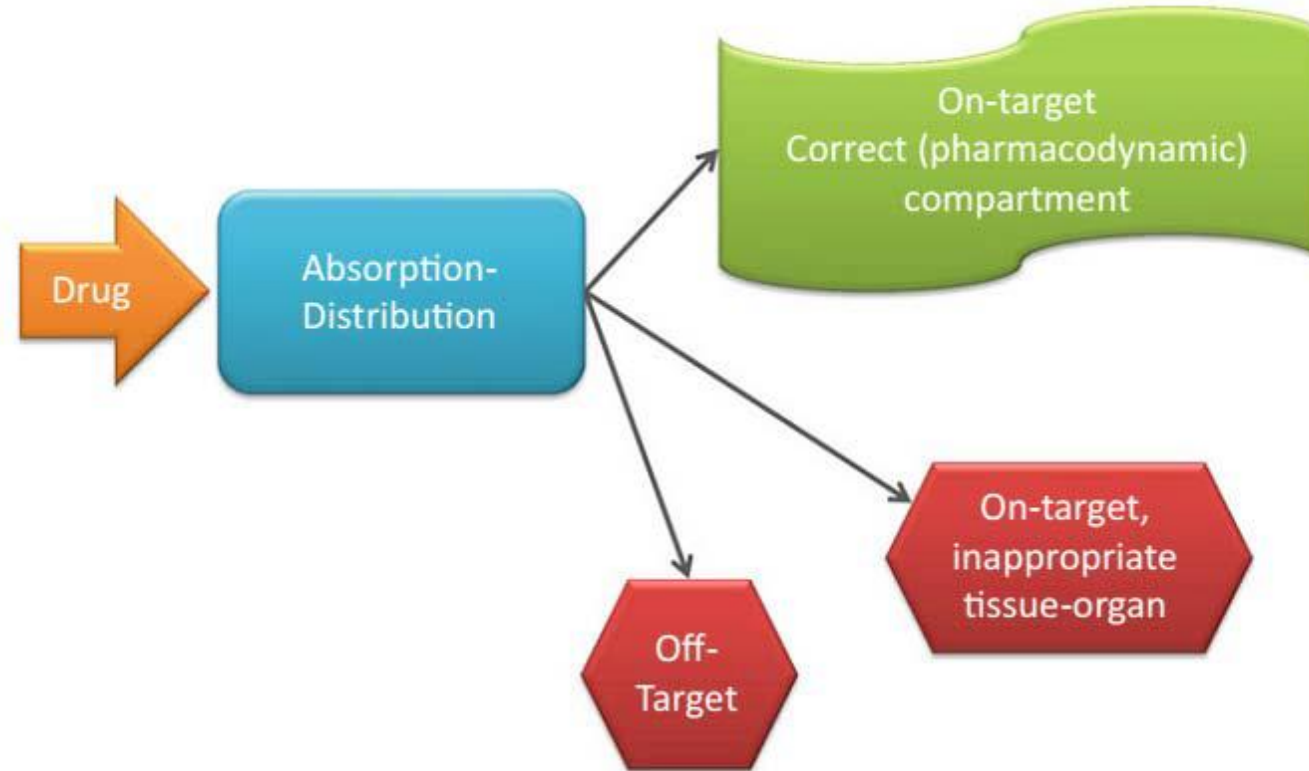 On-target
Correct (pharmacodynamic)
compartment
Drug
Absorption-
Distribution
On-target,
inappropriate
tissue-organ
Off-
Target